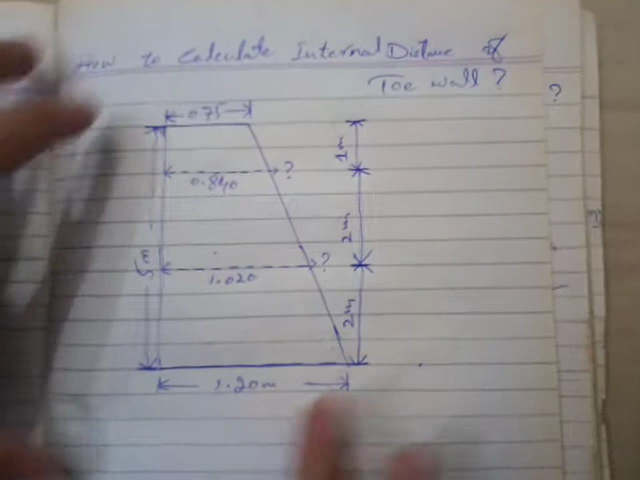 How to Calculate Internal Distane of
Toe wall ?
?
0.75
1m
0.840
?
2m
5m
?
1.020
2m
1.20m